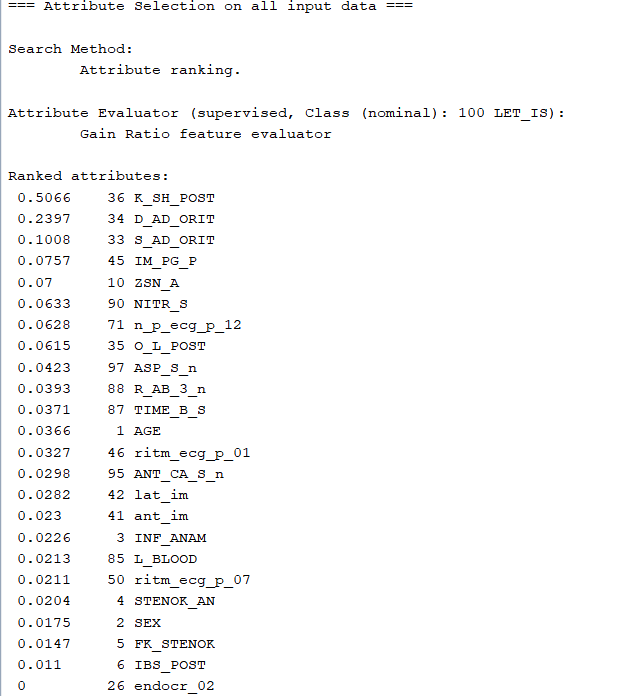 === Attribute Selection on all input data ===
Search Method:
Attribute ranking.
Attribute Evaluator (supervised, Class (nominal): 100 LET_IS):
Gain Ratio feature evaluator
Ranked attributes:
0.5066 36 K_SH_POST
0.2397 34 D_AD_ORIT
0.1008 33 S_AD_ORIT
0.0757 45 IM_PG_P
0.07 10 ZSN_A
0.0633 90 NITR_S
0.0628 71 n_p_ecg_p_12
0.0615 35 O_L_POST
0.0423 97 ASP_S_n
0.0393 88 R_AB_3_n
0.0371 87 TIME_B_S
0.0366 1 AGE
0.0327 46 ritm_ecg_p_01
0.0298 95 ANT_CA_S_n
0.0282 42 lat_im
0.023 41 ant_im
0.0226 3 INF_ANAM
0.0213 85 L_BLOOD
0.0211 50 ritm_ecg_p_07
0.0204 4 STENOK_AN
0.0175 2 SEX
0.0147 5 FK_STENOK
0.011 6 IBS_POST
0 26 endocr_02